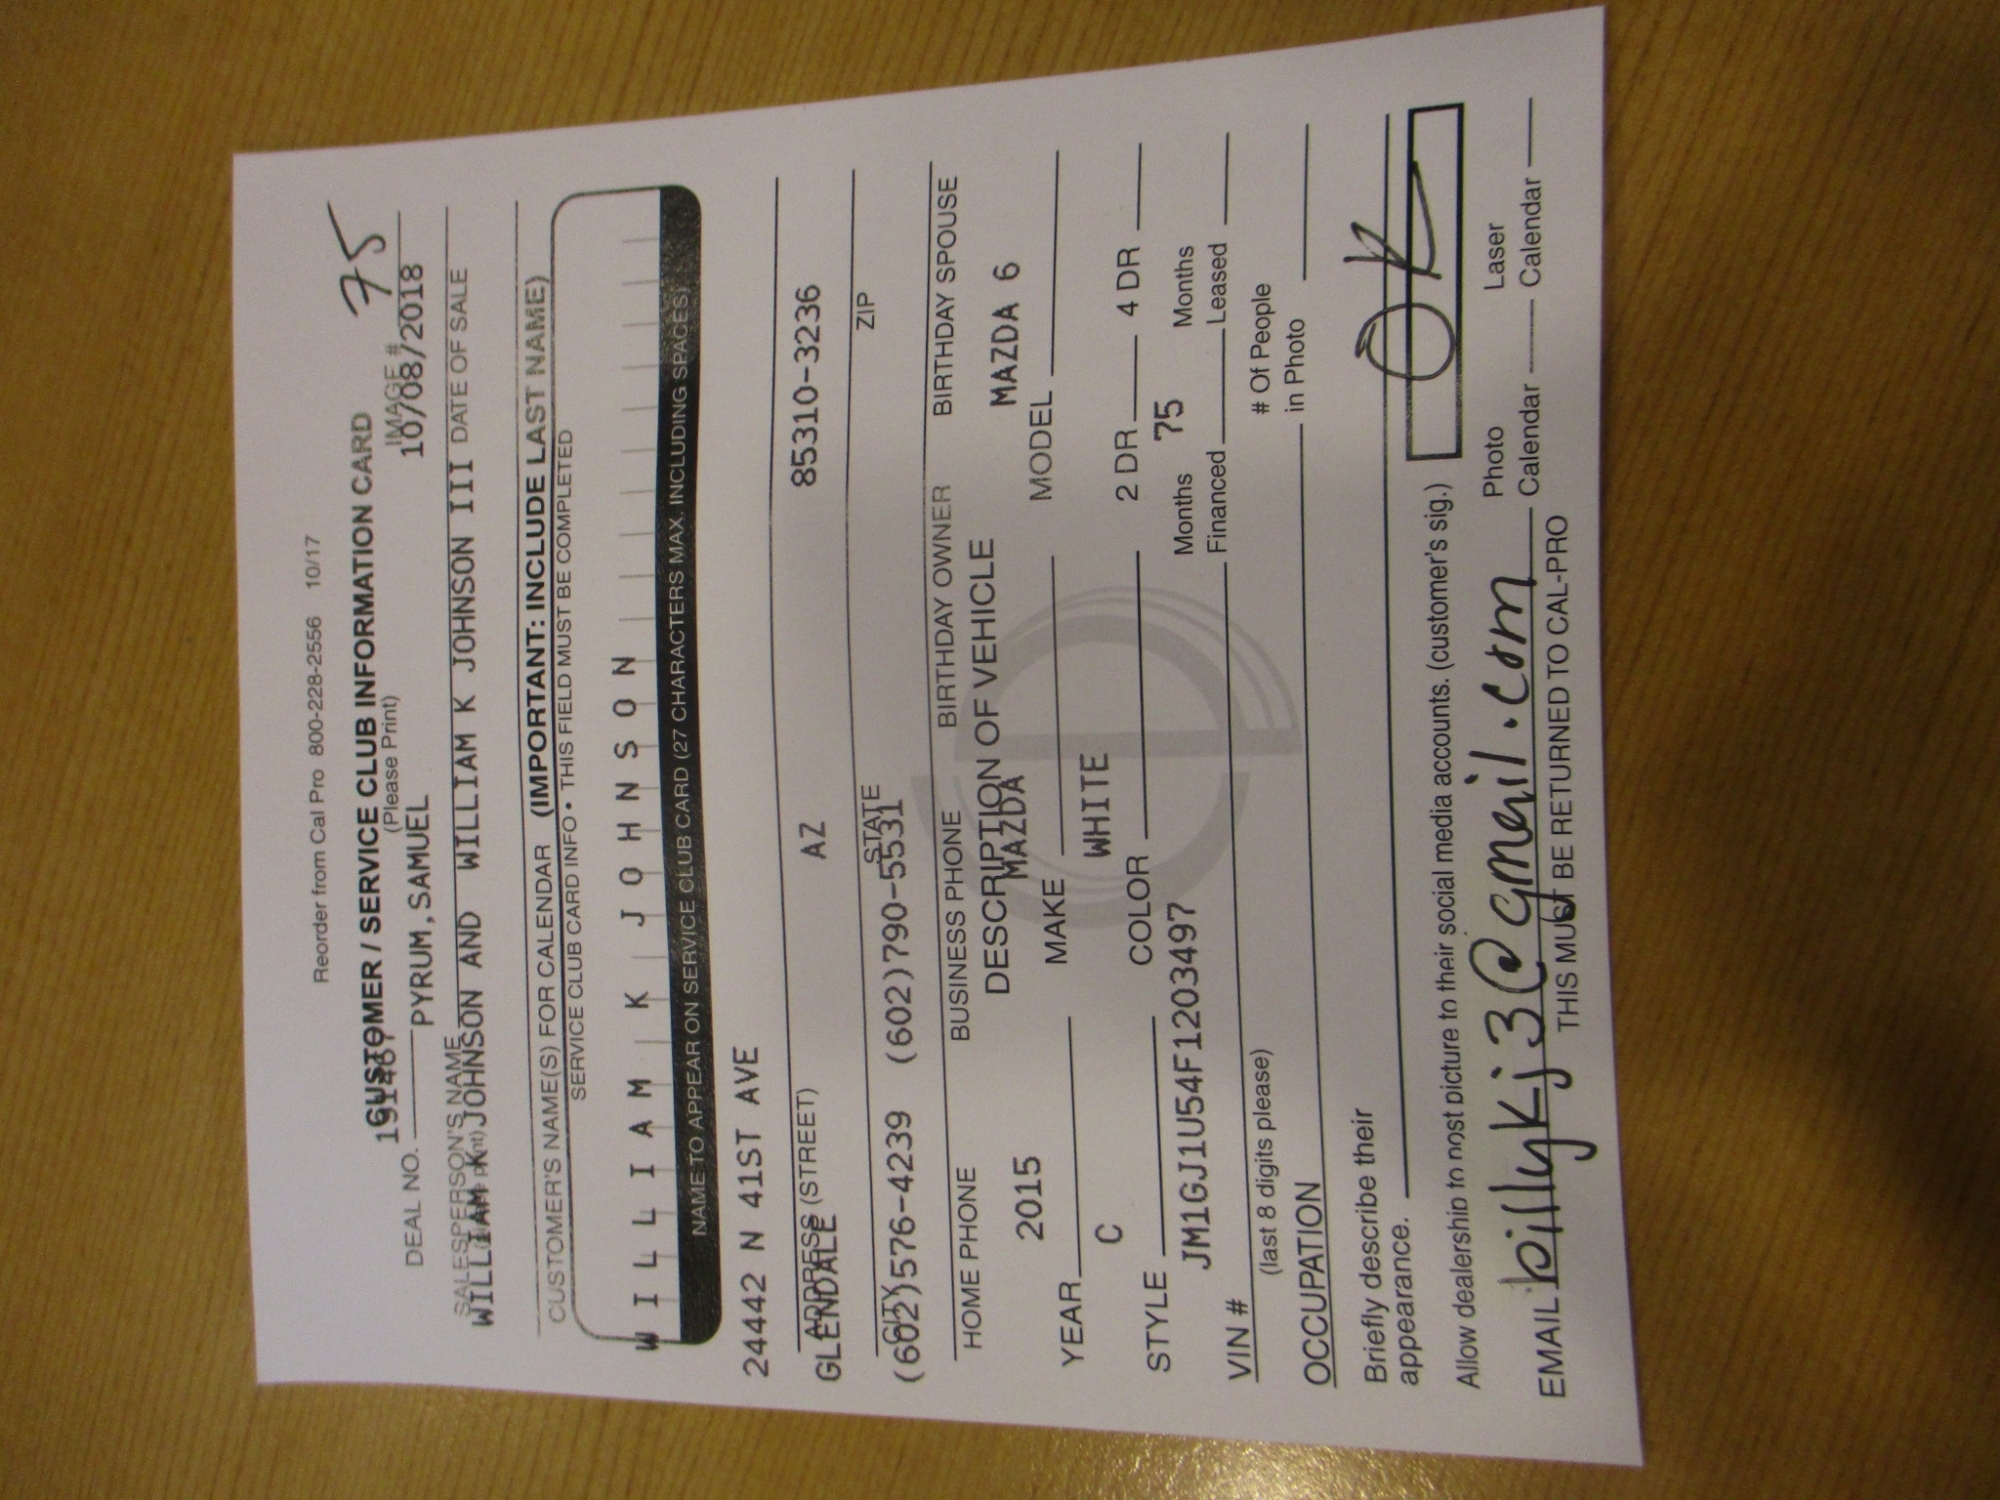 Reorder from Cal Pro 800-228-2556 10/17
CUSTOMER / SERVICE CLUB INFORMATION CARD
(Please Print)
75
DEAL NO. 191467 IMAGE #
PYRUM, SAMUEL 10/08/2018
SALESPERSON'S NAME DATE OF SALE
WILLIAM K JOHNSON AND WILLIAM K JOHNSON III
CUSTOMER'S NAME(S) FOR CALENDAR (IMPORTANT: INCLUDE LAST NAME)
SERVICE CLUB CARD INFO • THIS FIELD MUST BE COMPLETED
WILLIAM K JOHNSON
NAME TO APPEAR ON SERVICE CLUB CARD (27 CHARACTERS MAX. INCLUDING SPACES)
24442 N 41ST AVE
ADDRESS (STREET)
GLENDALE AZ 85310-3236
CITY STATE ZIP
(602)576-4239 (602)790-5531
HOME PHONE BUSINESS PHONE BIRTHDAY OWNER BIRTHDAY SPOUSE
DESCRIPTION OF VEHICLE
2015 MAZDA MAZDA 6
YEAR MAKE MODEL
C WHITE
STYLE COLOR 2 DR 4 DR
JM1GJ1U54F1203497 75
VIN # Months Financed Months Leased
(last 8 digits please)
OCCUPATION # Of People in Photo
Briefly describe their
appearance.
Allow dealership to post picture to their social media accounts. (customer's sig.) OK
EMAIL billykj3@gmail.com Photo Calendar Laser Calendar
THIS MUST BE RETURNED TO CAL-PRO